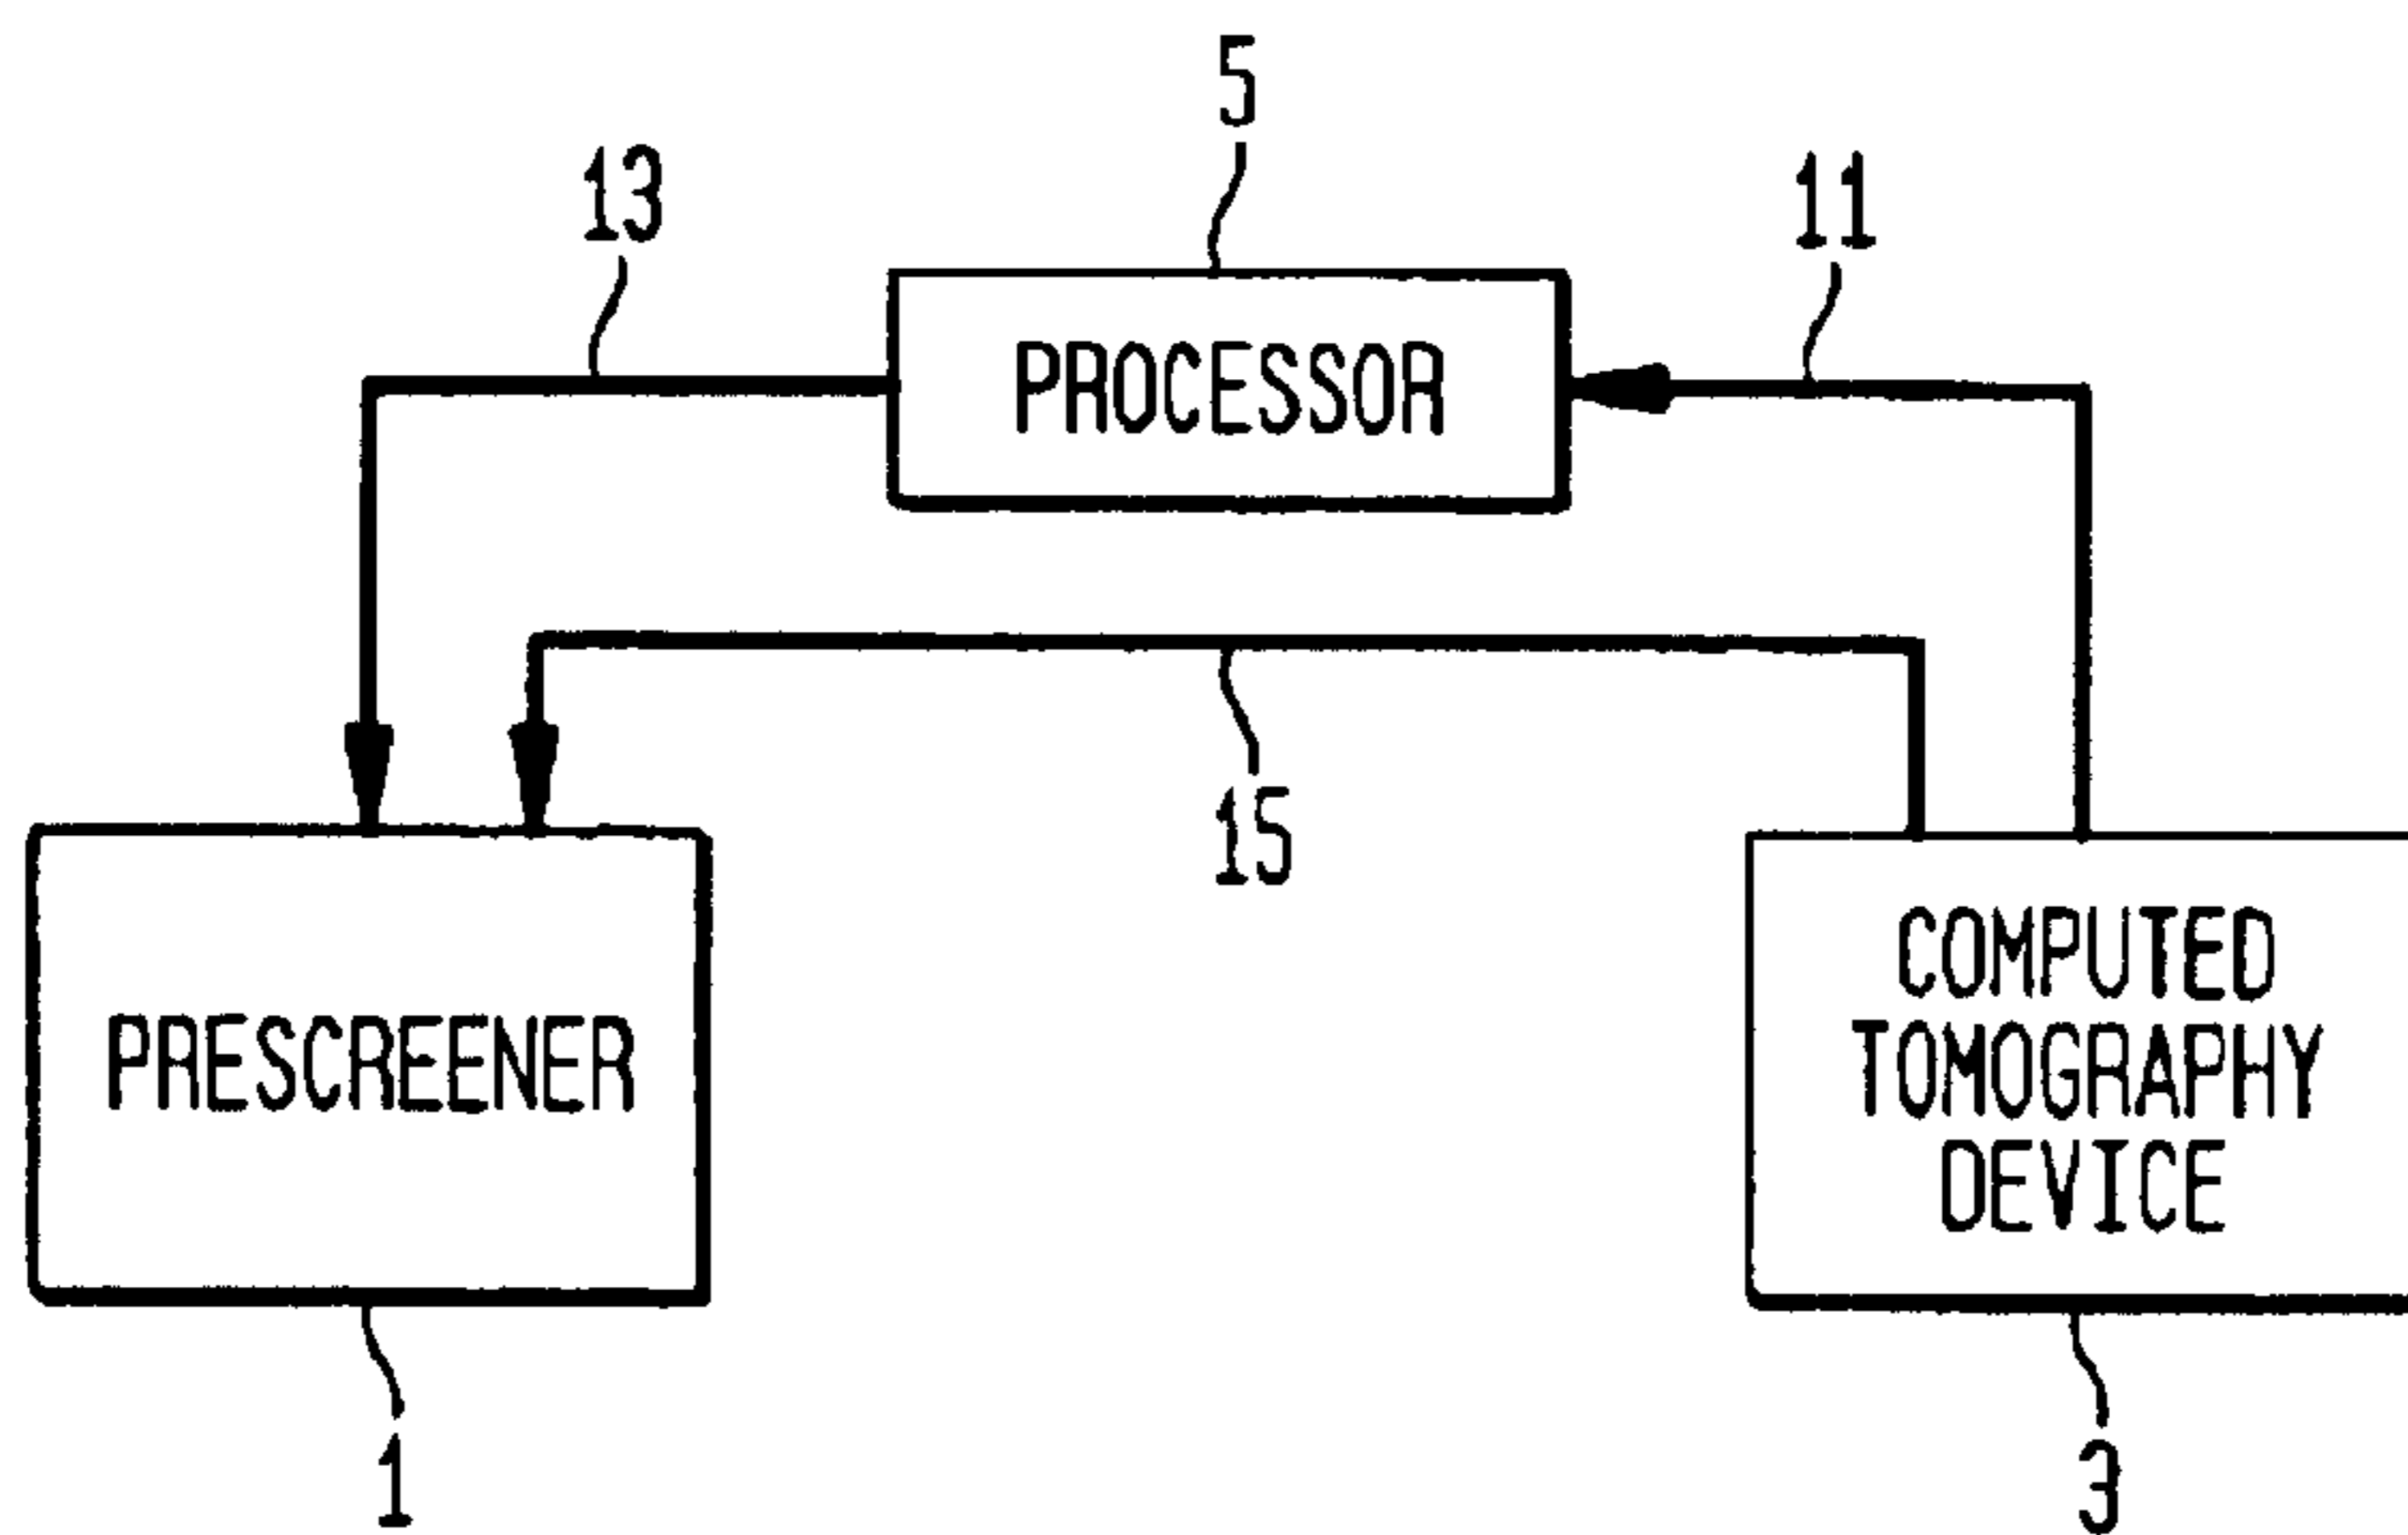 5
13
11
PROCESSOR
15
PRESCREENER
COMPUTED
TOMOGRAPHY
DEVICE
1
3